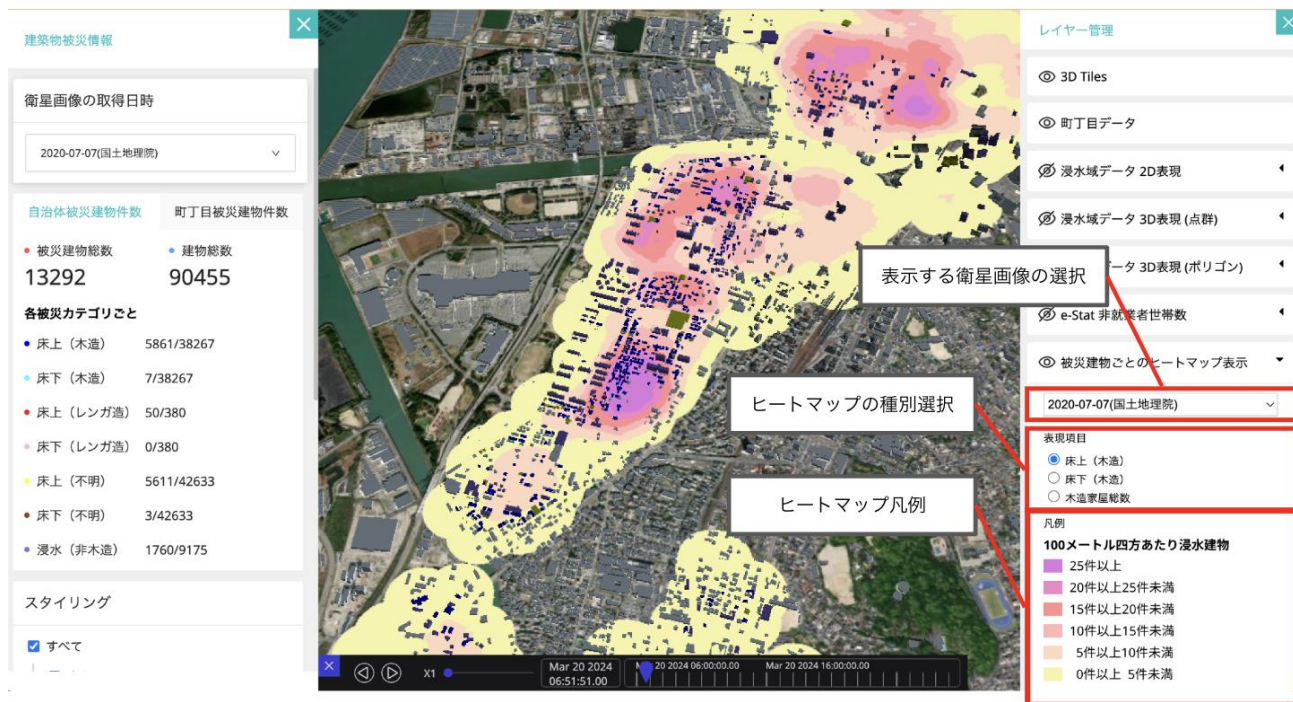 建築物被災情報
衛星画像の取得日時
2020-07-07(国土地理院)
自治体被災建物件数
町丁目被災建物件数
被災建物総数
建物総数
13292
90455
各被災カテゴリごと
床上（木造） 5861/38267
床下（木造） 7/38267
床上（レンガ造） 50/380
床下（レンガ造） 0/380
床上（不明） 5611/42633
床下（不明） 3/42633
浸水（非木造） 1760/9175
スタイリング
すべて
表示する衛星画像の選択
ヒートマップの種別選択
ヒートマップ凡例
X1
Mar 20 2024
06:51:51.00
20 2024 06:00:00.00
Mar 20 2024 16:00:00.00
レイヤー管理
3D Tiles
町丁目データ
浸水域データ 2D表現
浸水域データ 3D表現 (点群)
ータ 3D表現 (ポリゴン)
e-Stat 非就業者世帯数
被災建物ごとのヒートマップ表示
2020-07-07(国土地理院)
表現項目
床上（木造）
床下（木造）
木造家屋総数
凡例
100メートル四方あたり浸水建物
25件以上
20件以上25件未満
15件以上20件未満
10件以上15件未満
5件以上10件未満
0件以上 5件未満